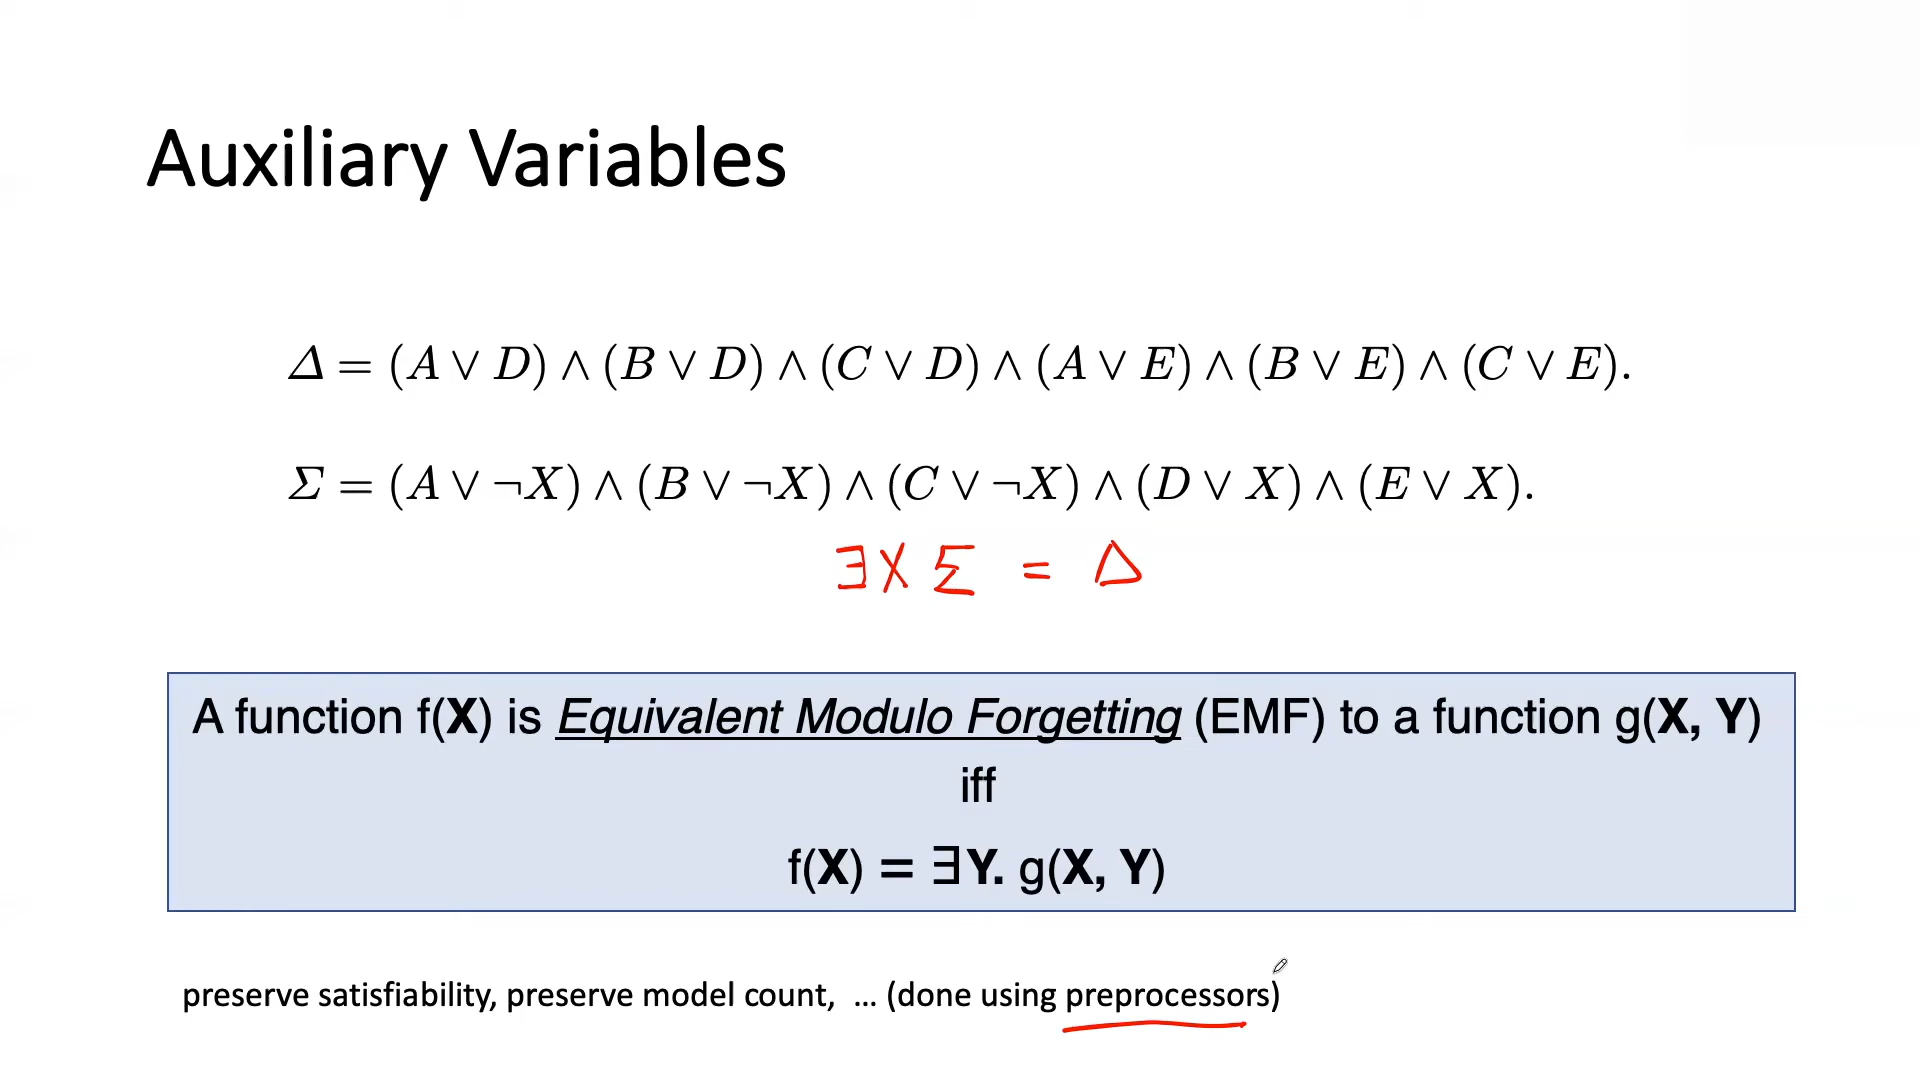 Auxiliary Variables
Δ = (A ∨ D) ∧ (B ∨ D) ∧ (C ∨ D) ∧ (A ∨ E) ∧ (B ∨ E) ∧ (C ∨ E).
Σ = (A ∨ ¬X) ∧ (B ∨ ¬X) ∧ (C ∨ ¬X) ∧ (D ∨ X) ∧ (E ∨ X).
∃X Σ = Δ
A function f(X) is Equivalent Modulo Forgetting (EMF) to a function g(X, Y)
iff
f(X) = ∃Y. g(X, Y)
preserve satisfiability, preserve model count, ... (done using preprocessors)